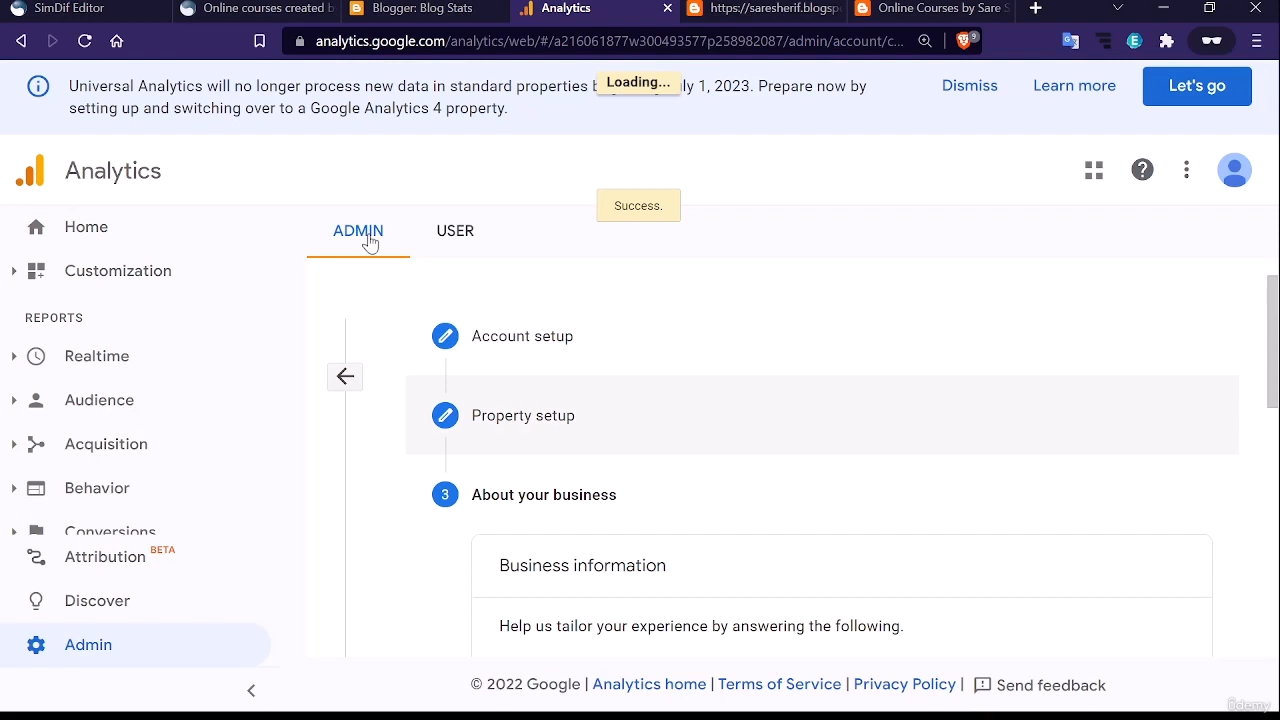 SimDif Editor
Online courses created b
Blogger: Blog Stats
Analytics
https://saresherif.blogsp
Online Courses by Sare S
analytics.google.com/analytics/web/#/a216061877w300493577p258982087/admin/account/c...
9
Universal Analytics will no longer process new data in standard properties b
uly 1, 2023. Prepare now by
setting up and switching over to a Google Analytics 4 property.
Loading...
Dismiss
Learn more
Let's go
Analytics
Success.
ADMIN
USER
Home
Customization
REPORTS
Realtime
Audience
Acquisition
Behavior
Conversions
Attribution BETA
Discover
Admin
Account setup
Property setup
3
About your business
Business information
Help us tailor your experience by answering the following.
© 2022 Google | Analytics home | Terms of Service | Privacy Policy | Send feedback
ûdemy